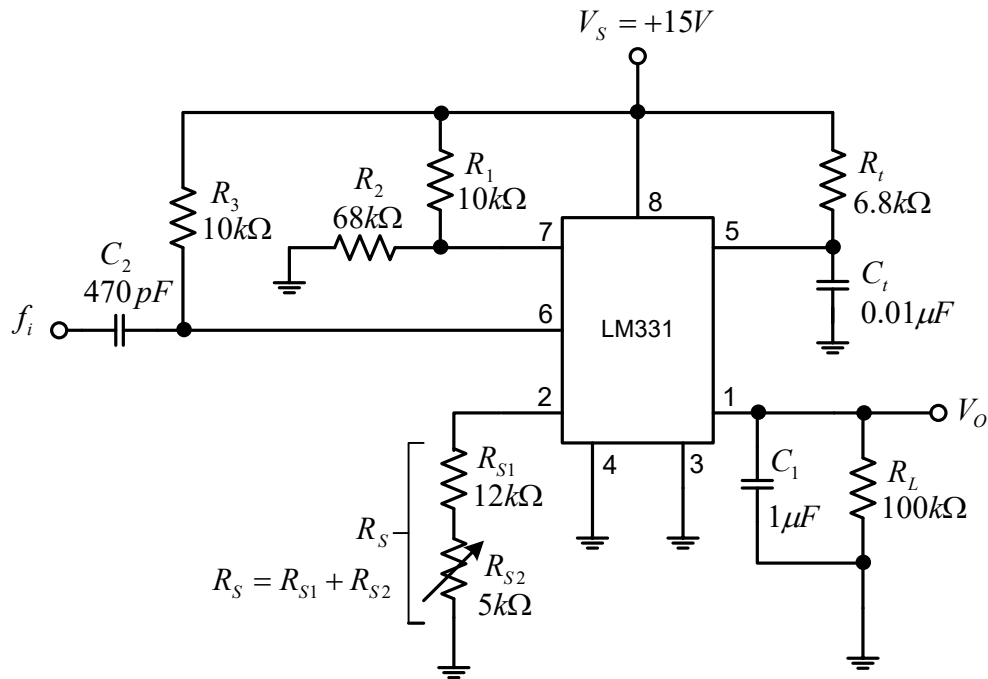 V_S = +15V
R_1
10kΩ
R_t
6.8kΩ
R_2
68kΩ
R_3
10kΩ
8
7
5
C_2
470pF
C_t
0.01μF
f_i
6
LM331
2
1
V_O
R_S1
12kΩ
4
3
C_1
1μF
R_L
100kΩ
R_S
R_S = R_S1 + R_S2
R_S2
5kΩ